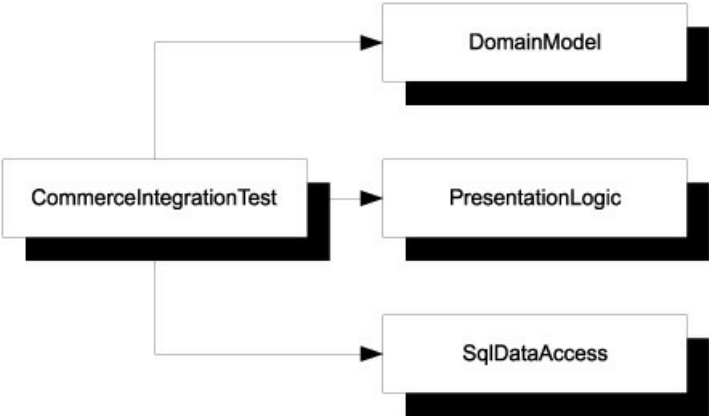 DomainModel
CommerceIntegrationTest
PresentationLogic
SqlDataAccess